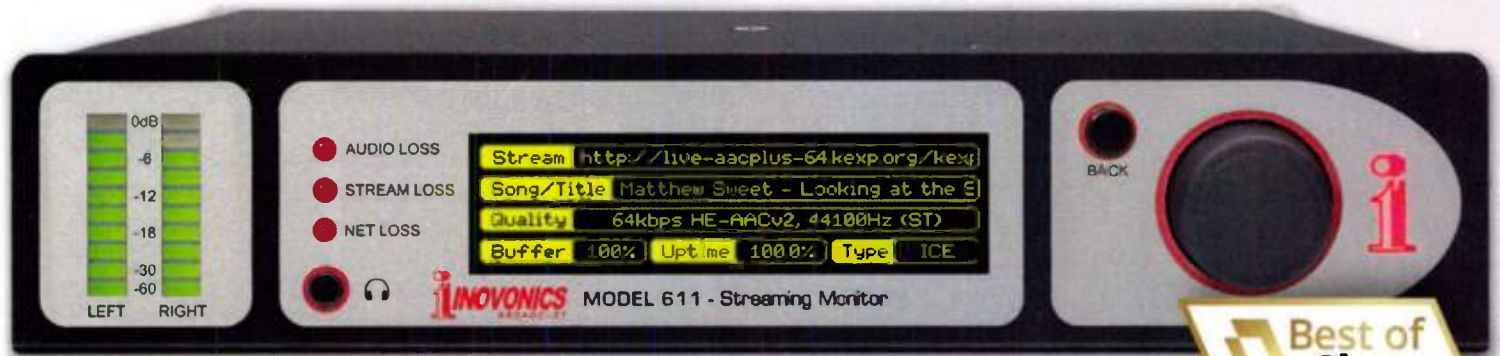 0dB
-6
-12
-18
-30
-60
LEFT RIGHT
AUDIO LOSS
STREAM LOSS
NET LOSS
Stream http://live-aacplus-64.kexp.org/kexp
Song/Title Matthew Sweet - Looking at the S
Quality 64kbps HE-AACv2, 44100Hz (ST)
Buffer 100% Uptime 100.0% Type ICE
INOVONICS
BROADCAST
MODEL 611 - Streaming Monitor
BACK
i
Best of